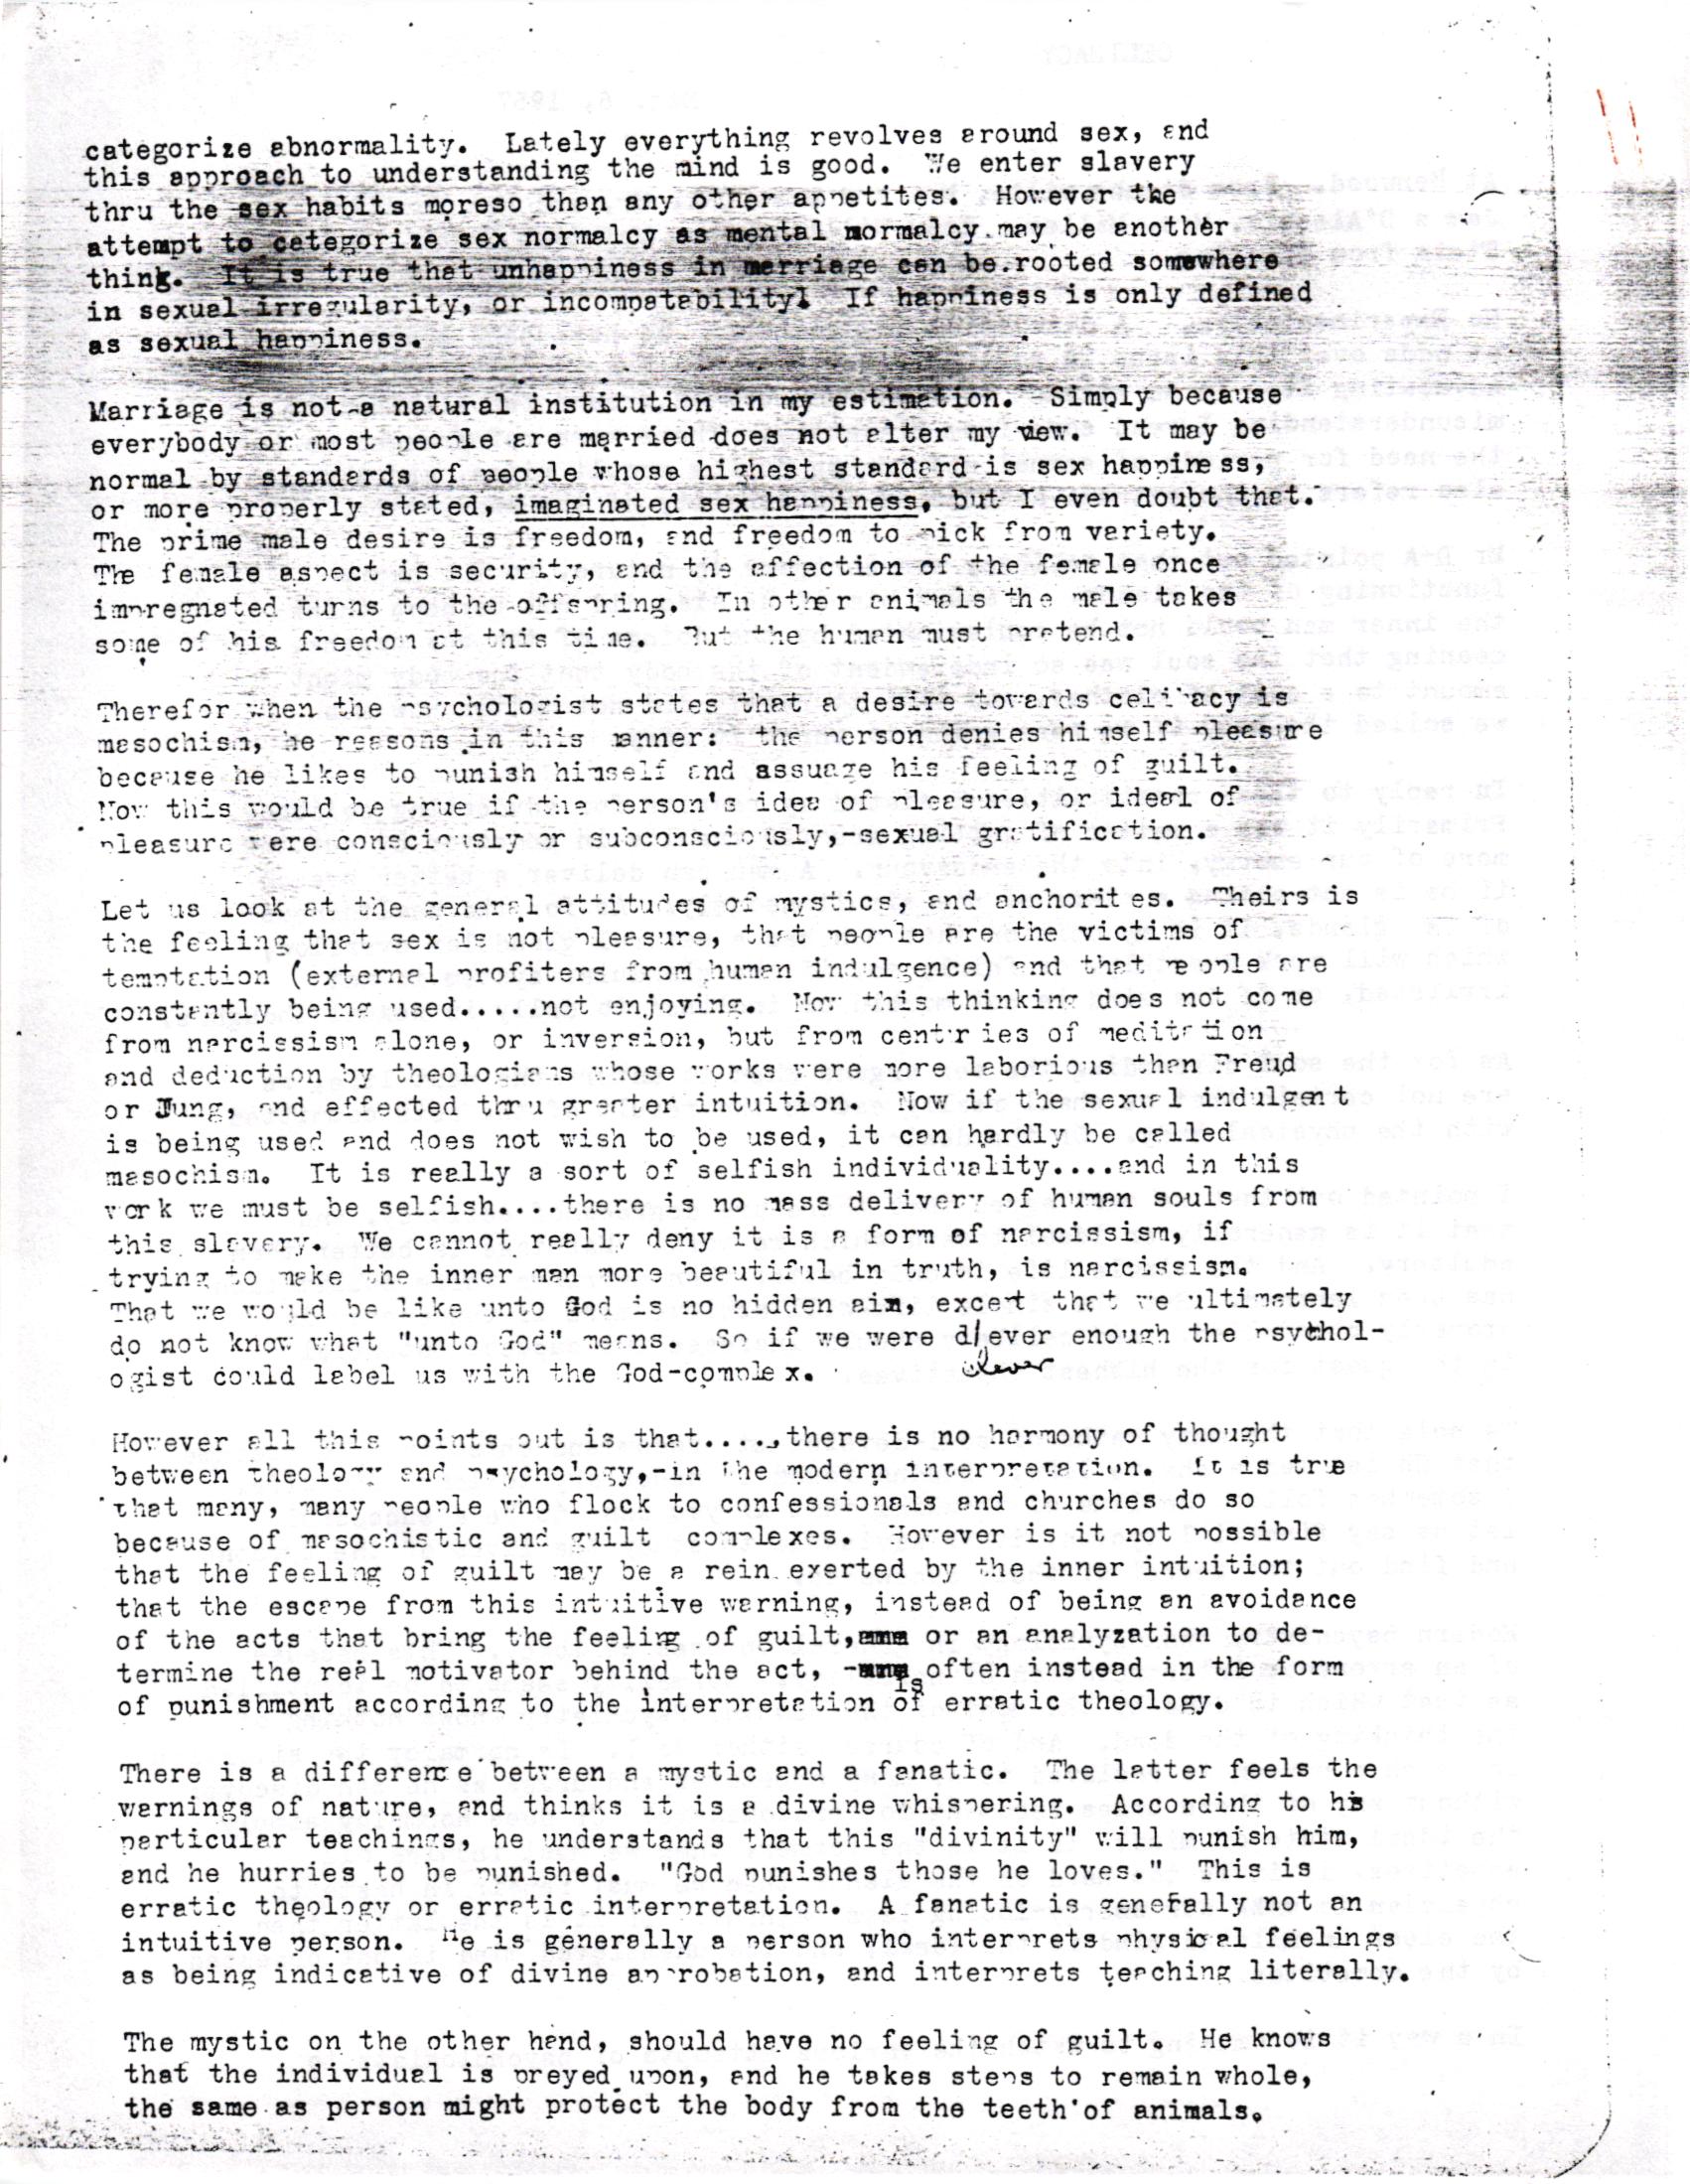 categorize abnormality. Lately everything revolves around sex, and
this approach to understanding the mind is good. We enter slavery
thru the sex habits moreso than any other appetites. However the
attempt to categorize sex normalcy as mental normalcy may be another
think. It is true that unhappiness in marriage can be rooted somewhere
in sexual irregularity, or incompatability! If happiness is only defined
as sexual happiness.
Marriage is not a natural institution in my estimation. Simply because
everybody or most people are married does not alter my view. It may be
normal by standards of people whose highest standard is sex happiness,
or more properly stated, imaginated sex happiness, but I even doubt that.
The prime male desire is freedom, and freedom to pick from variety.
The female aspect is security, and the affection of the female once
impregnated turns to the offspring. In other animals the male takes
some of his freedom at this time. But the human must pretend.
Therefor when the psychologist states that a desire towards celibacy is
masochism, he reasons in this manner: the person denies himself pleasure
because he likes to punish himself and assuage his feeling of guilt.
Now this would be true if the person's idea of pleasure, or ideal of
pleasure were consciously or subconsciously,-sexual gratification.
Let us look at the general attitudes of mystics, and anchorites. Theirs is
the feeling that sex is not pleasure, that people are the victims of
temptation (external profiters from human indulgence) and that people are
constantly being used.....not enjoying. Now this thinking does not come
from narcissism alone, or inversion, but from centuries of meditation
and deduction by theologians whose works were more laborious than Freud
or Jung, and effected thru greater intuition. Now if the sexual indulgent
is being used and does not wish to be used, it can hardly be called
masochism. It is really a sort of selfish individuality....and in this
work we must be selfish....there is no mass delivery of human souls from
this slavery. We cannot really deny it is a form of narcissism, if
trying to make the inner man more beautiful in truth, is narcissism.
That we would be like unto God is no hidden aim, except that we ultimately
do not know what "unto God" means. So if we were d/ever enough the psychol-
ogist could label us with the God-complex. clever
However all this points out is that.....,there is no harmony of thought
between theology and psychology,-in the modern interpretation. It is true
that many, many people who flock to confessionals and churches do so
because of masochistic and guilt complexes. However is it not possible
that the feeling of guilt may be a rein exerted by the inner intuition;
that the escape from this intuitive warning, instead of being an avoidance
of the acts that bring the feeling of guilt, or an analyzation to de-
termine the real motivator behind the act, - is often instead in the form
of punishment according to the interpretation of erratic theology.
There is a difference between a mystic and a fanatic. The latter feels the
warnings of nature, and thinks it is a divine whispering. According to his
particular teachings, he understands that this "divinity" will punish him,
and he hurries to be punished. "God punishes those he loves." This is
erratic theology or erratic interpretation. A fanatic is generally not an
intuitive person. He is generally a person who interprets physical feelings
as being indicative of divine approbation, and interprets teaching literally.
The mystic on the other hand, should have no feeling of guilt. He knows
that the individual is preyed upon, and he takes steps to remain whole,
the same as person might protect the body from the teeth of animals.